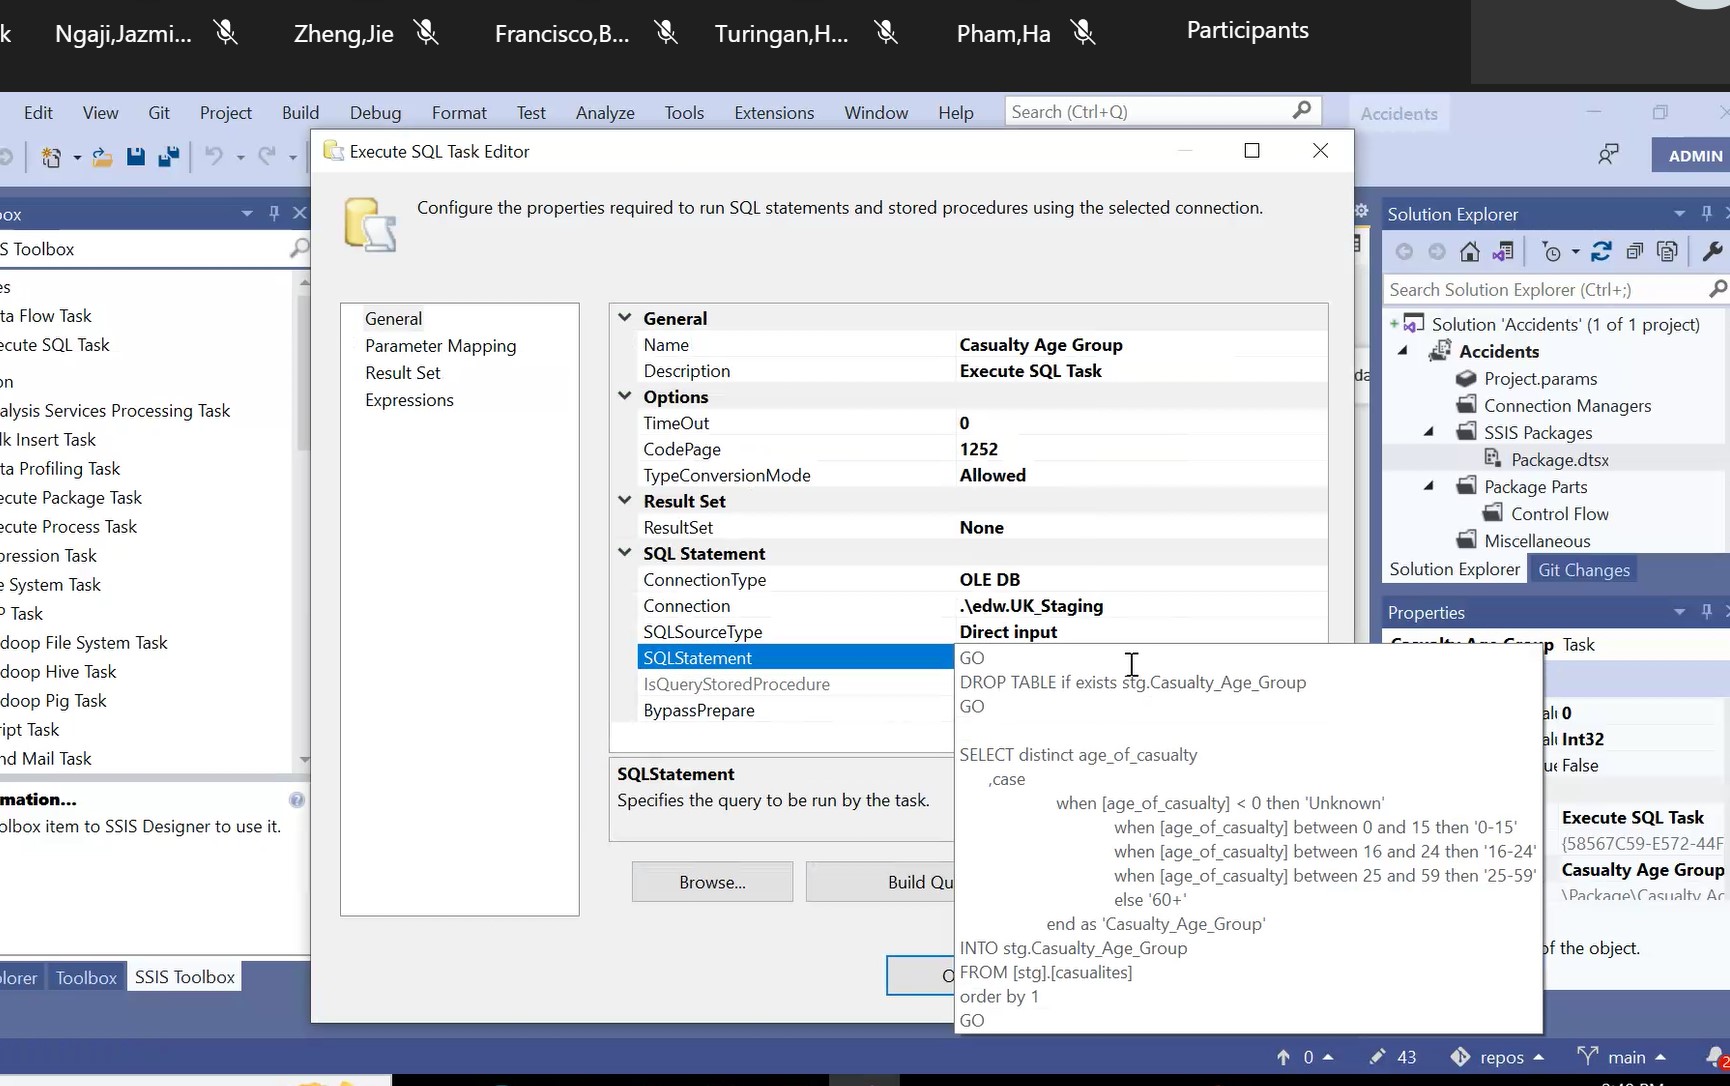 k Ngaji,Jazmi... Zheng,Jie Francisco,B... Turingan,H... Pham,Ha Participants
Edit View Git Project Build Debug Format Test Analyze Tools Extensions Window Help Search (Ctrl+Q) Accidents
ADMIN
Execute SQL Task Editor
Configure the properties required to run SQL statements and stored procedures using the selected connection.
General
Parameter Mapping
Result Set
Expressions
General
Name Casualty Age Group
Description Execute SQL Task
Options
TimeOut 0
CodePage 1252
TypeConversionMode Allowed
Result Set
ResultSet None
SQL Statement
ConnectionType OLE DB
Connection .\edw.UK_Staging
SQLSourceType Direct input
SQLStatement
IsQueryStoredProcedure
BypassPrepare
GO
DROP TABLE if exists stg.Casualty_Age_Group
GO
SELECT distinct age_of_casualty
,case
when [age_of_casualty] < 0 then 'Unknown'
when [age_of_casualty] between 0 and 15 then '0-15'
when [age_of_casualty] between 16 and 24 then '16-24'
when [age_of_casualty] between 25 and 59 then '25-59'
else '60+'
end as 'Casualty_Age_Group'
INTO stg.Casualty_Age_Group
FROM [stg].[casualites]
order by 1
GO
SQLStatement
Specifies the query to be run by the task.
Browse...
Build Qu
O
ox
S Toolbox
es
ta Flow Task
ecute SQL Task
on
alysis Services Processing Task
lk Insert Task
ta Profiling Task
ecute Package Task
ecute Process Task
pression Task
e System Task
P Task
doop File System Task
doop Hive Task
doop Pig Task
ript Task
nd Mail Task
mation...
olbox item to SSIS Designer to use it.
plorer Toolbox SSIS Toolbox
da
Solution Explorer
Search Solution Explorer (Ctrl+;)
Solution 'Accidents' (1 of 1 project)
Accidents
Project.params
Connection Managers
SSIS Packages
Package.dtsx
Package Parts
Control Flow
Miscellaneous
Solution Explorer Git Changes
Properties
Casualty Age Group Task
alu 0
alu Int32
ue False
Execute SQL Task
{58567C59-E572-44F
Casualty Age Group
\Package\Casualty Ag
of the object.
0 43 repos main 2